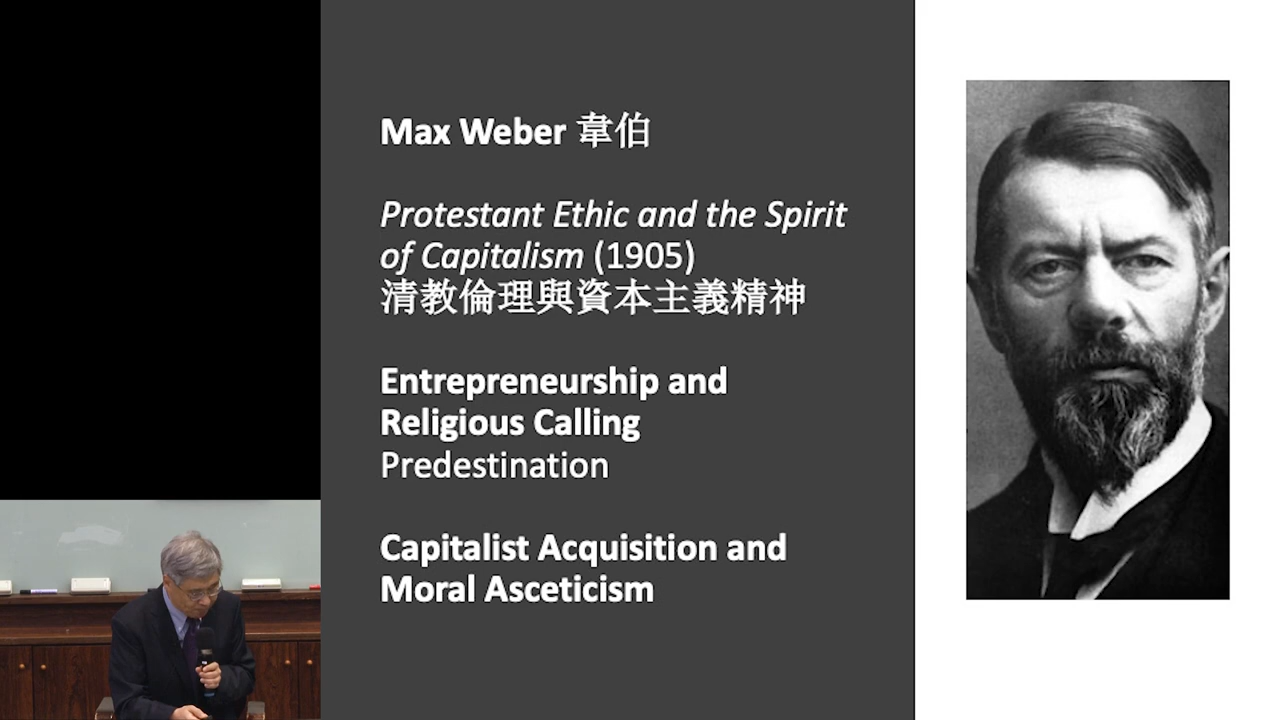 Max Weber 韋伯
Protestant Ethic and the Spirit
of Capitalism (1905)
清教倫理與資本主義精神
Entrepreneurship and
Religious Calling
Predestination
Capitalist Acquisition and
Moral Asceticism